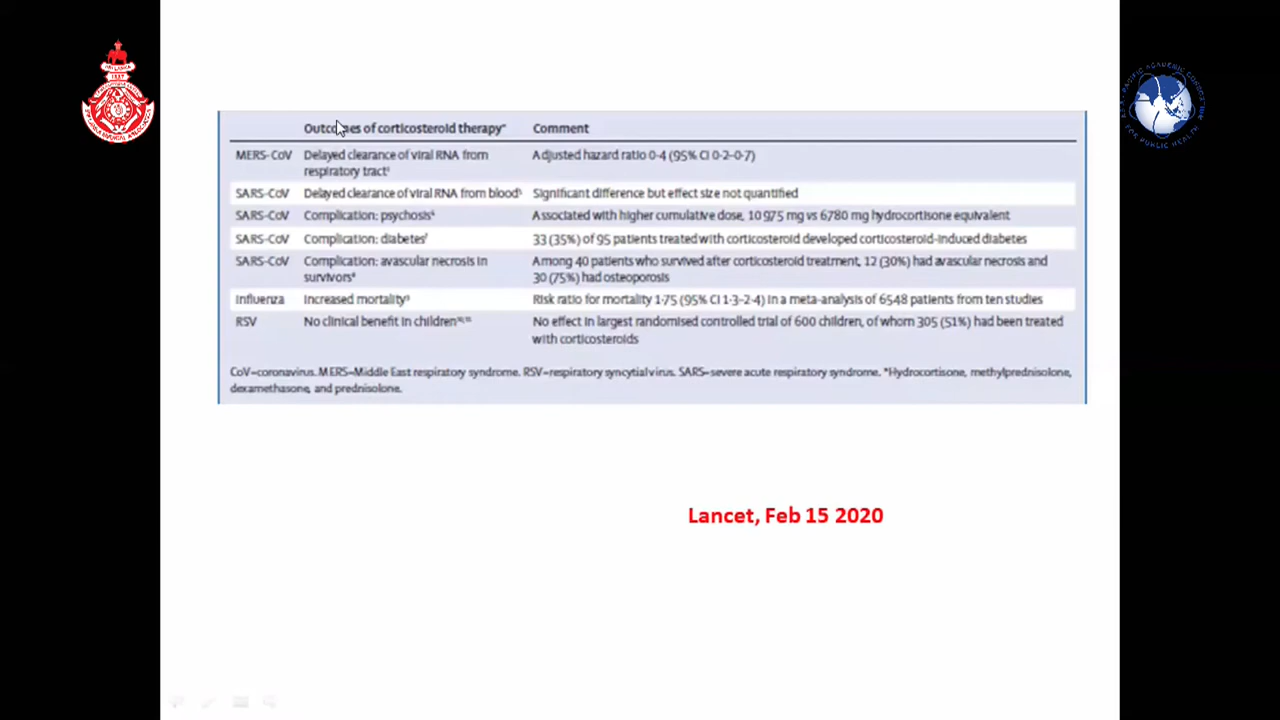 Outcomes of corticosteroid therapy* Comment
MERS-CoV Delayed clearance of viral RNA from respiratory tract⁵ Adjusted hazard ratio 0·4 (95% CI 0·2–0·7)
SARS-CoV Delayed clearance of viral RNA from blood⁵ Significant difference but effect size not quantified
SARS-CoV Complication: psychosis⁶ Associated with higher cumulative dose, 10 975 mg vs 6780 mg hydrocortisone equivalent
SARS-CoV Complication: diabetes⁷ 33 (35%) of 95 patients treated with corticosteroid developed corticosteroid-induced diabetes
SARS-CoV Complication: avascular necrosis in survivors⁸ Among 40 patients who survived after corticosteroid treatment, 12 (30%) had avascular necrosis and
30 (75%) had osteoporosis
Influenza Increased mortality⁹ Risk ratio for mortality 1·75 (95% CI 1·3–2·4) in a meta-analysis of 6548 patients from ten studies
RSV No clinical benefit in children No effect in largest randomised controlled trial of 600 children, of whom 305 (51%) had been treated
with corticosteroids
CoV=coronavirus. MERS=Middle East respiratory syndrome. RSV=respiratory syncytial virus. SARS=severe acute respiratory syndrome. *Hydrocortisone, methylprednisolone,
dexamethasone, and prednisolone.
Lancet, Feb 15 2020